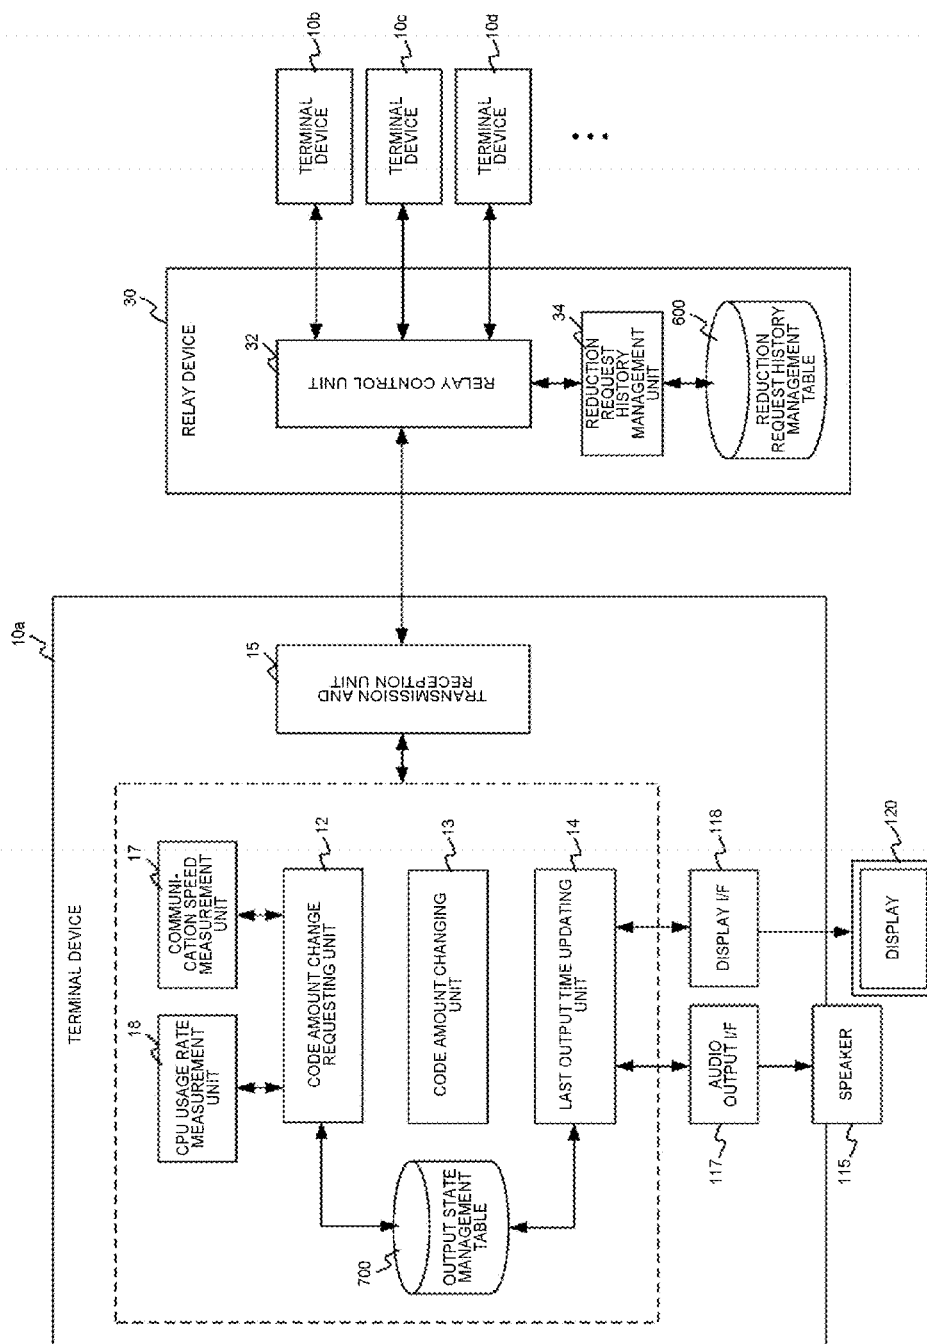 10a
TERMINAL DEVICE
18
CPU USAGE RATE
MEASUREMENT
UNIT
17
COMMUNI-
CATION SPEED
MEASUREMENT
UNIT
12
CODE AMOUNT CHANGE
REQUESTING UNIT
13
CODE AMOUNT CHANGING
UNIT
14
LAST OUTPUT TIME UPDATING
UNIT
700
OUTPUT STATE
MANAGEMENT
TABLE
15
TRANSMISSION AND
RECEPTION UNIT
117
AUDIO
OUTPUT I/F
118
DISPLAY I/F
115
SPEAKER
120
DISPLAY
30
RELAY DEVICE
32
RELAY CONTROL UNIT
34
REDUCTION
REQUEST
HISTORY
MANAGEMENT
UNIT
600
REDUCTION
REQUEST HISTORY
MANAGEMENT
TABLE
10b
TERMINAL
DEVICE
10c
TERMINAL
DEVICE
10d
TERMINAL
DEVICE